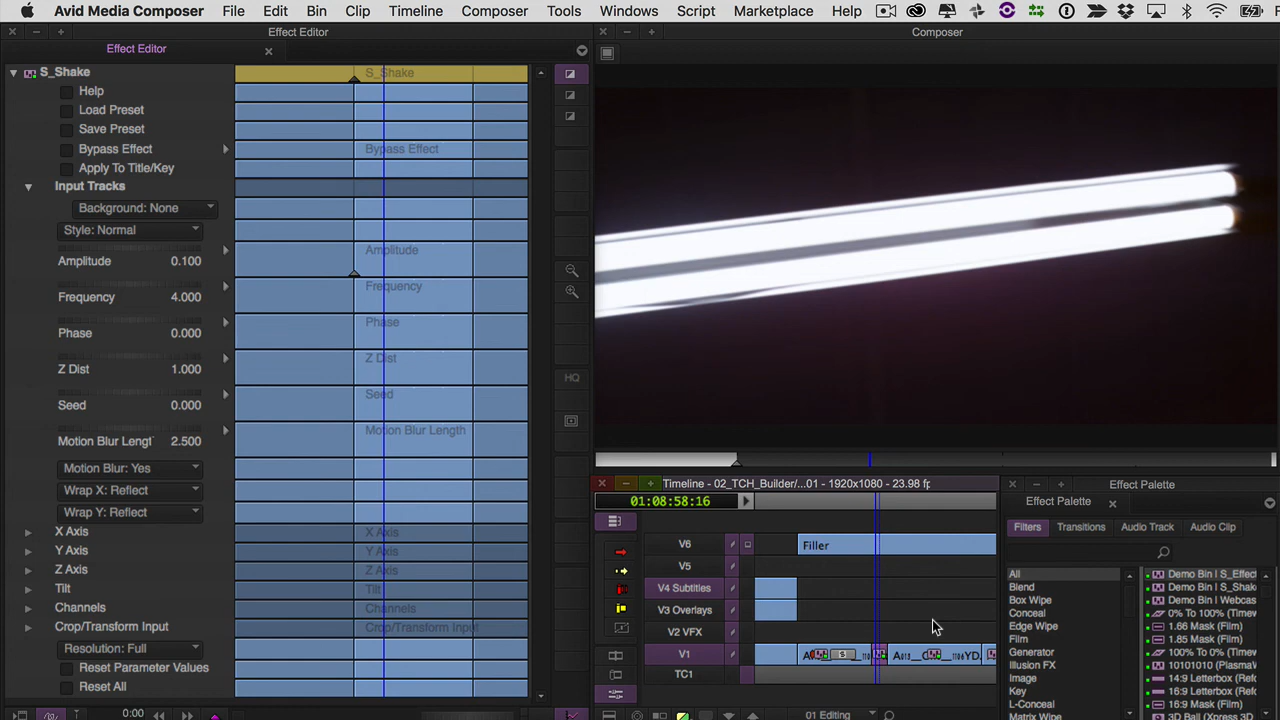 Avid Media Composer File Edit Bin Clip Timeline Composer Tools Windows Script Marketplace Help
Effect Editor
Composer
Effect Editor
S_Shake
S_Shake
Help
Load Preset
Save Preset
Bypass Effect
Bypass Effect
Apply To Title/Key
Input Tracks
Background: None
Style: Normal
Amplitude
Amplitude 0.100
Frequency
Frequency 4.000
Phase
Phase 0.000
Z Dist
Z Dist 1.000
Seed
Seed 0.000
Motion Blur Length
Motion Blur Lengt 2.500
Motion Blur: Yes
Wrap X: Reflect
Wrap Y: Reflect
X Axis
X Axis
Y Axis
Y Axis
Z Axis
Z Axis
Tilt
Tilt
Channels
Channels
Crop/Transform Input
Crop/Transform Input
Resolution: Full
Reset Parameter Values
Reset All
0:00
HQ
Timeline - 02_TCH_Builder/...01 - 1920x1080 - 23.98 f
01:08:58:16
V6
Filler
V5
V4 Subtitles
V3 Overlays
V2 VFX
V1
S
TC1
01 Editing
Effect Palette
Effect Palette
Filters Transitions Audio Track Audio Clip
All
Blend
Box Wipe
Conceal
Edge Wipe
Film
Generator
Illusion FX
Image
Key
L-Conceal
Matrix Wipe
Demo Bin | S_Effect
Demo Bin | S_Shake
Demo Bin | Webcas
0% To 100% (Timew
1.66 Mask (Film)
1.85 Mask (Film)
100% To 0% (Timew
10101010 (Plasma
14:9 Letterbox (Ref
16:9 Letterbox (Ref